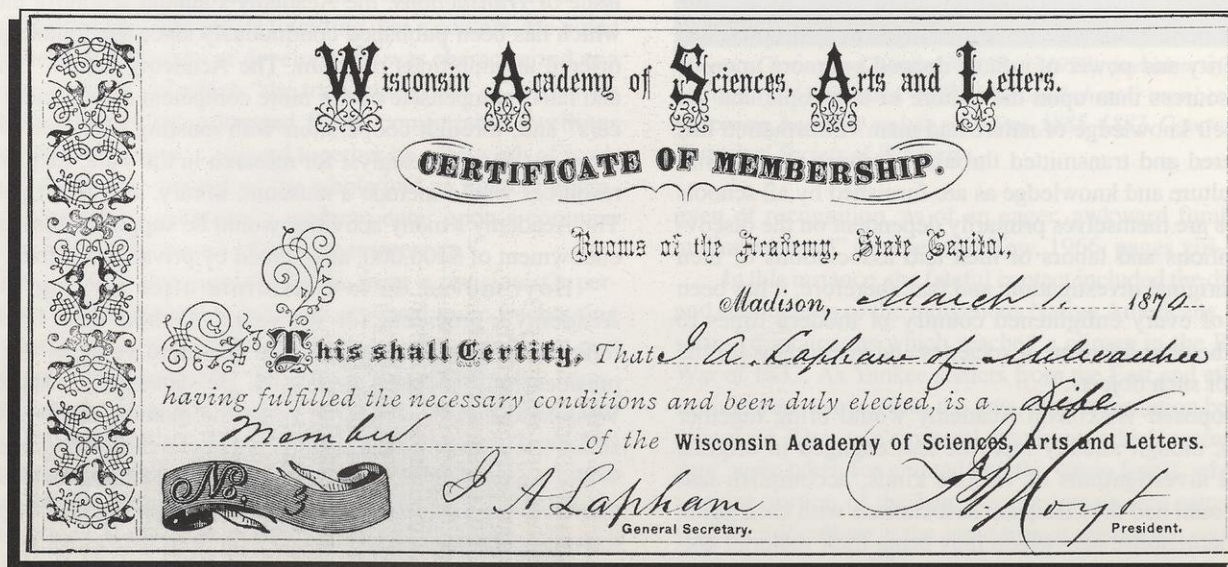 Wisconsin Academy of Sciences, Arts and Letters.
CERTIFICATE OF MEMBERSHIP.
Rooms of the Academy, State Capitol,
Madison, March 1. 1870.
This shall Certify, That I. A. Lapham of Milwaukee
having fulfilled the necessary conditions and been duly elected, is a Life
Member of the Wisconsin Academy of Sciences, Arts and Letters.
No. 3
I A Lapham
Hoyt
General Secretary.
President.